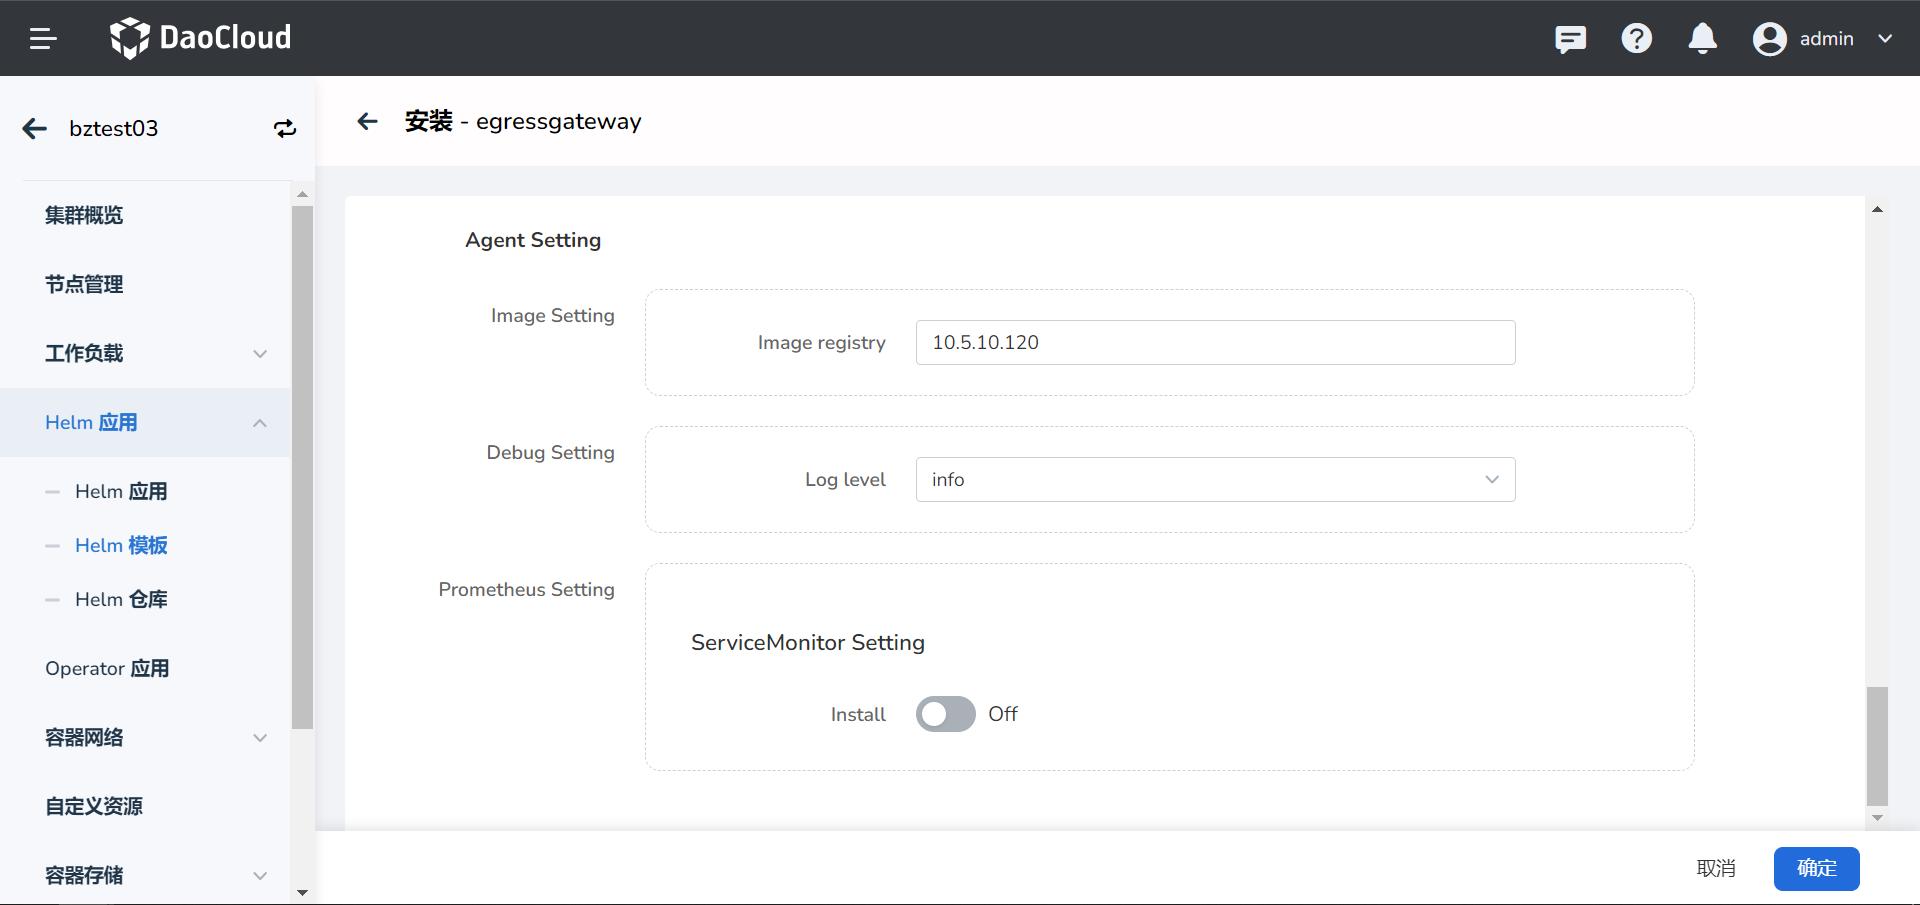 DaoCloud
admin
bztest03
安装 - egressgateway
集群概览
节点管理
工作负载
Helm 应用
Helm 应用
Helm 模板
Helm 仓库
Operator 应用
容器网络
自定义资源
容器存储
Agent Setting
Image Setting
Image registry
10.5.10.120
Debug Setting
Log level
info
Prometheus Setting
ServiceMonitor Setting
Install
Off
取消
确定